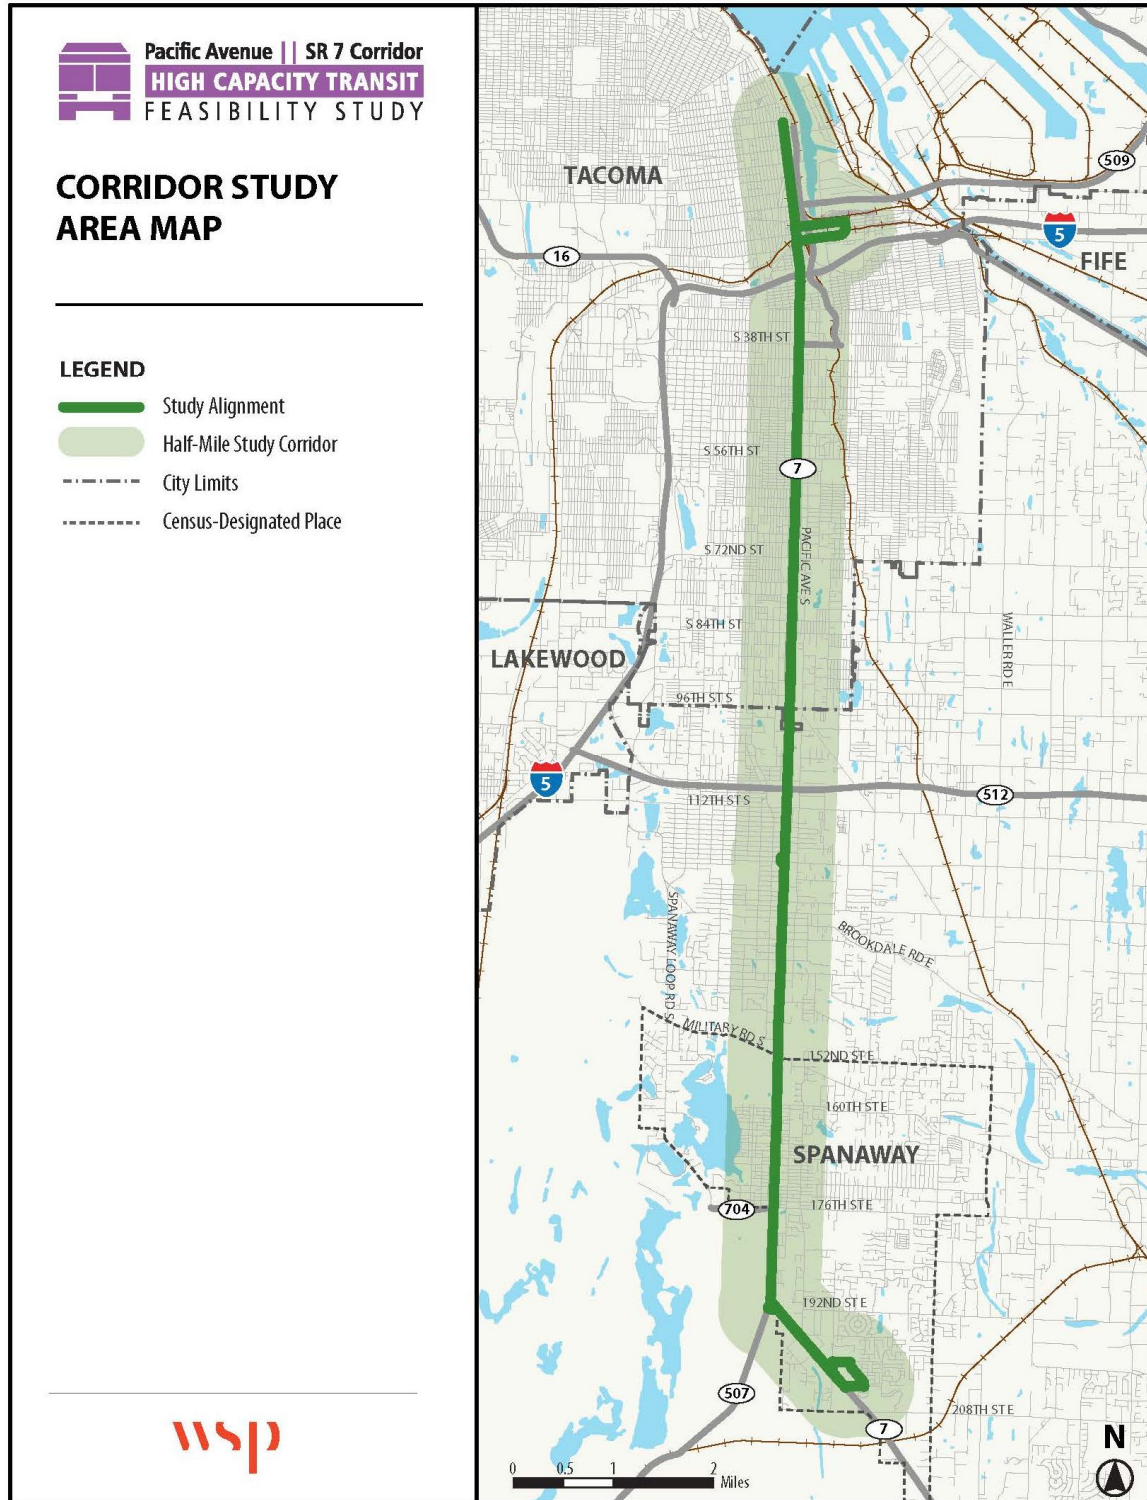 Pacific Avenue || SR 7 Corridor
HIGH CAPACITY TRANSIT
FEASIBILITY STUDY
CORRIDOR STUDY
AREA MAP
LEGEND
Study Alignment
Half-Mile Study Corridor
City Limits
Census-Designated Place
wsp
TACOMA
509
5
FIFE
16
S 38TH ST
S 56TH ST
7
S 72ND ST
PACIFIC AVE S
S 84TH ST
WALLER RD E
LAKEWOOD
96TH ST S
5
112TH ST S
512
SPANAWAY LOOP RD S
BROOKDALE RD E
MILITARY RD S
152ND ST E
160TH ST E
SPANAWAY
176TH ST E
704
192ND ST E
507
208TH ST E
7
N
0 0.5 1 2
Miles